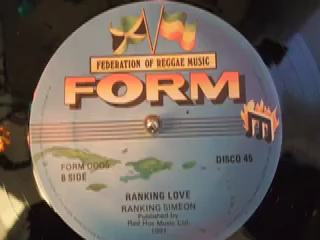 FEDERATION OF REGGAE MUSIC
FORM
FORM 0005
B SIDE
DISCO 45
RANKING LOVE
RANKING SIMEON
Published by
Red Hot Music Ltd.
1981